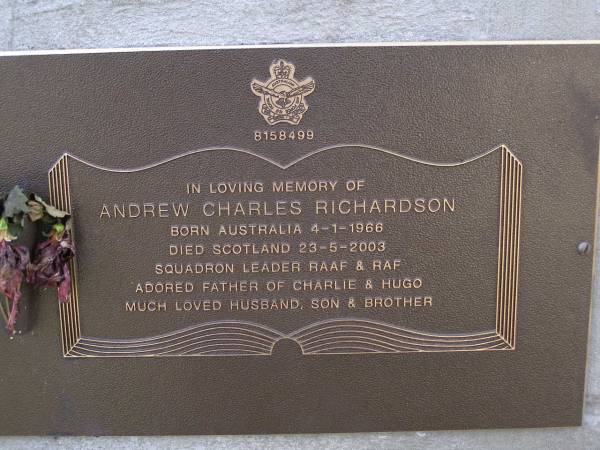 8158499
IN LOVING MEMORY OF
ANDREW CHARLES RICHARDSON
BORN AUSTRALIA 4-1-1966
DIED SCOTLAND 23-5-2003
SQUADRON LEADER RAAF & RAF
ADORED FATHER OF CHARLIE & HUGO
MUCH LOVED HUSBAND, SON & BROTHER